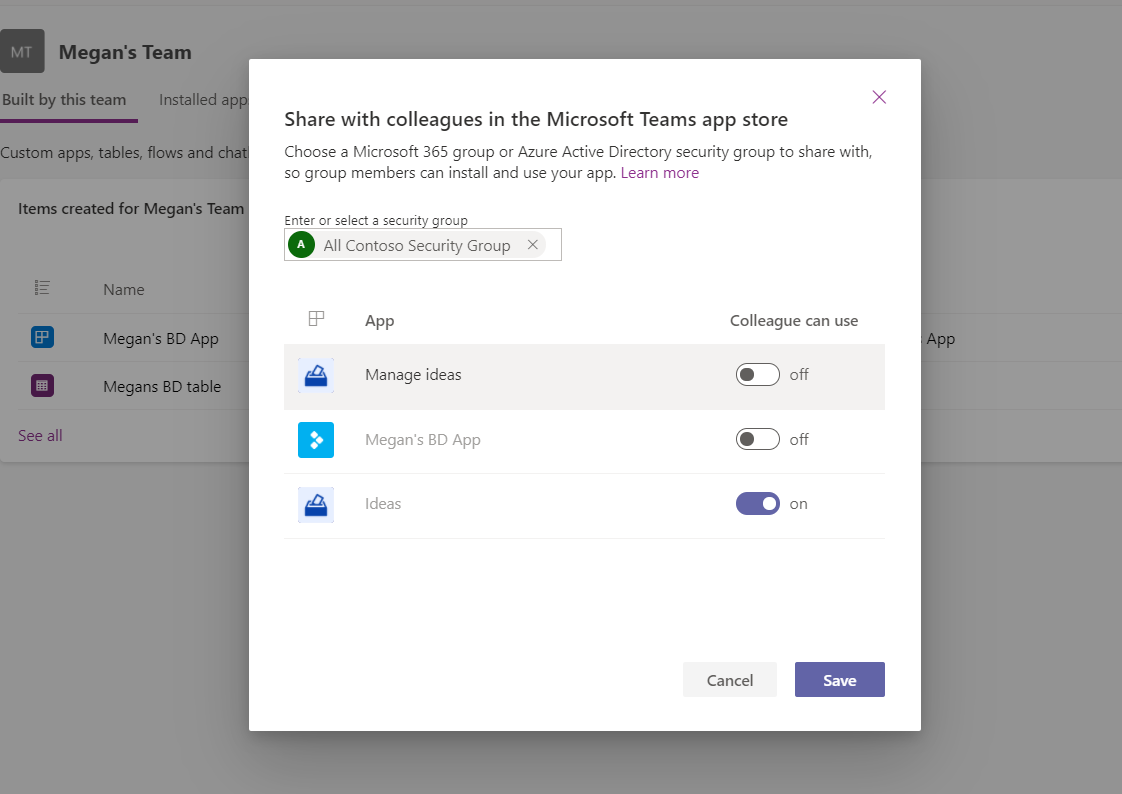 MT
Megan's Team
Built by this team
Installed app
Custom apps, tables, flows and chat
Items created for Megan's Team
Name
Megan's BD App
App
Megans BD table
See all
Share with colleagues in the Microsoft Teams app store
Choose a Microsoft 365 group or Azure Active Directory security group to share with,
so group members can install and use your app. Learn more
Enter or select a security group
A All Contoso Security Group
App Colleague can use
Manage ideas off
Megan's BD App off
Ideas on
Cancel Save